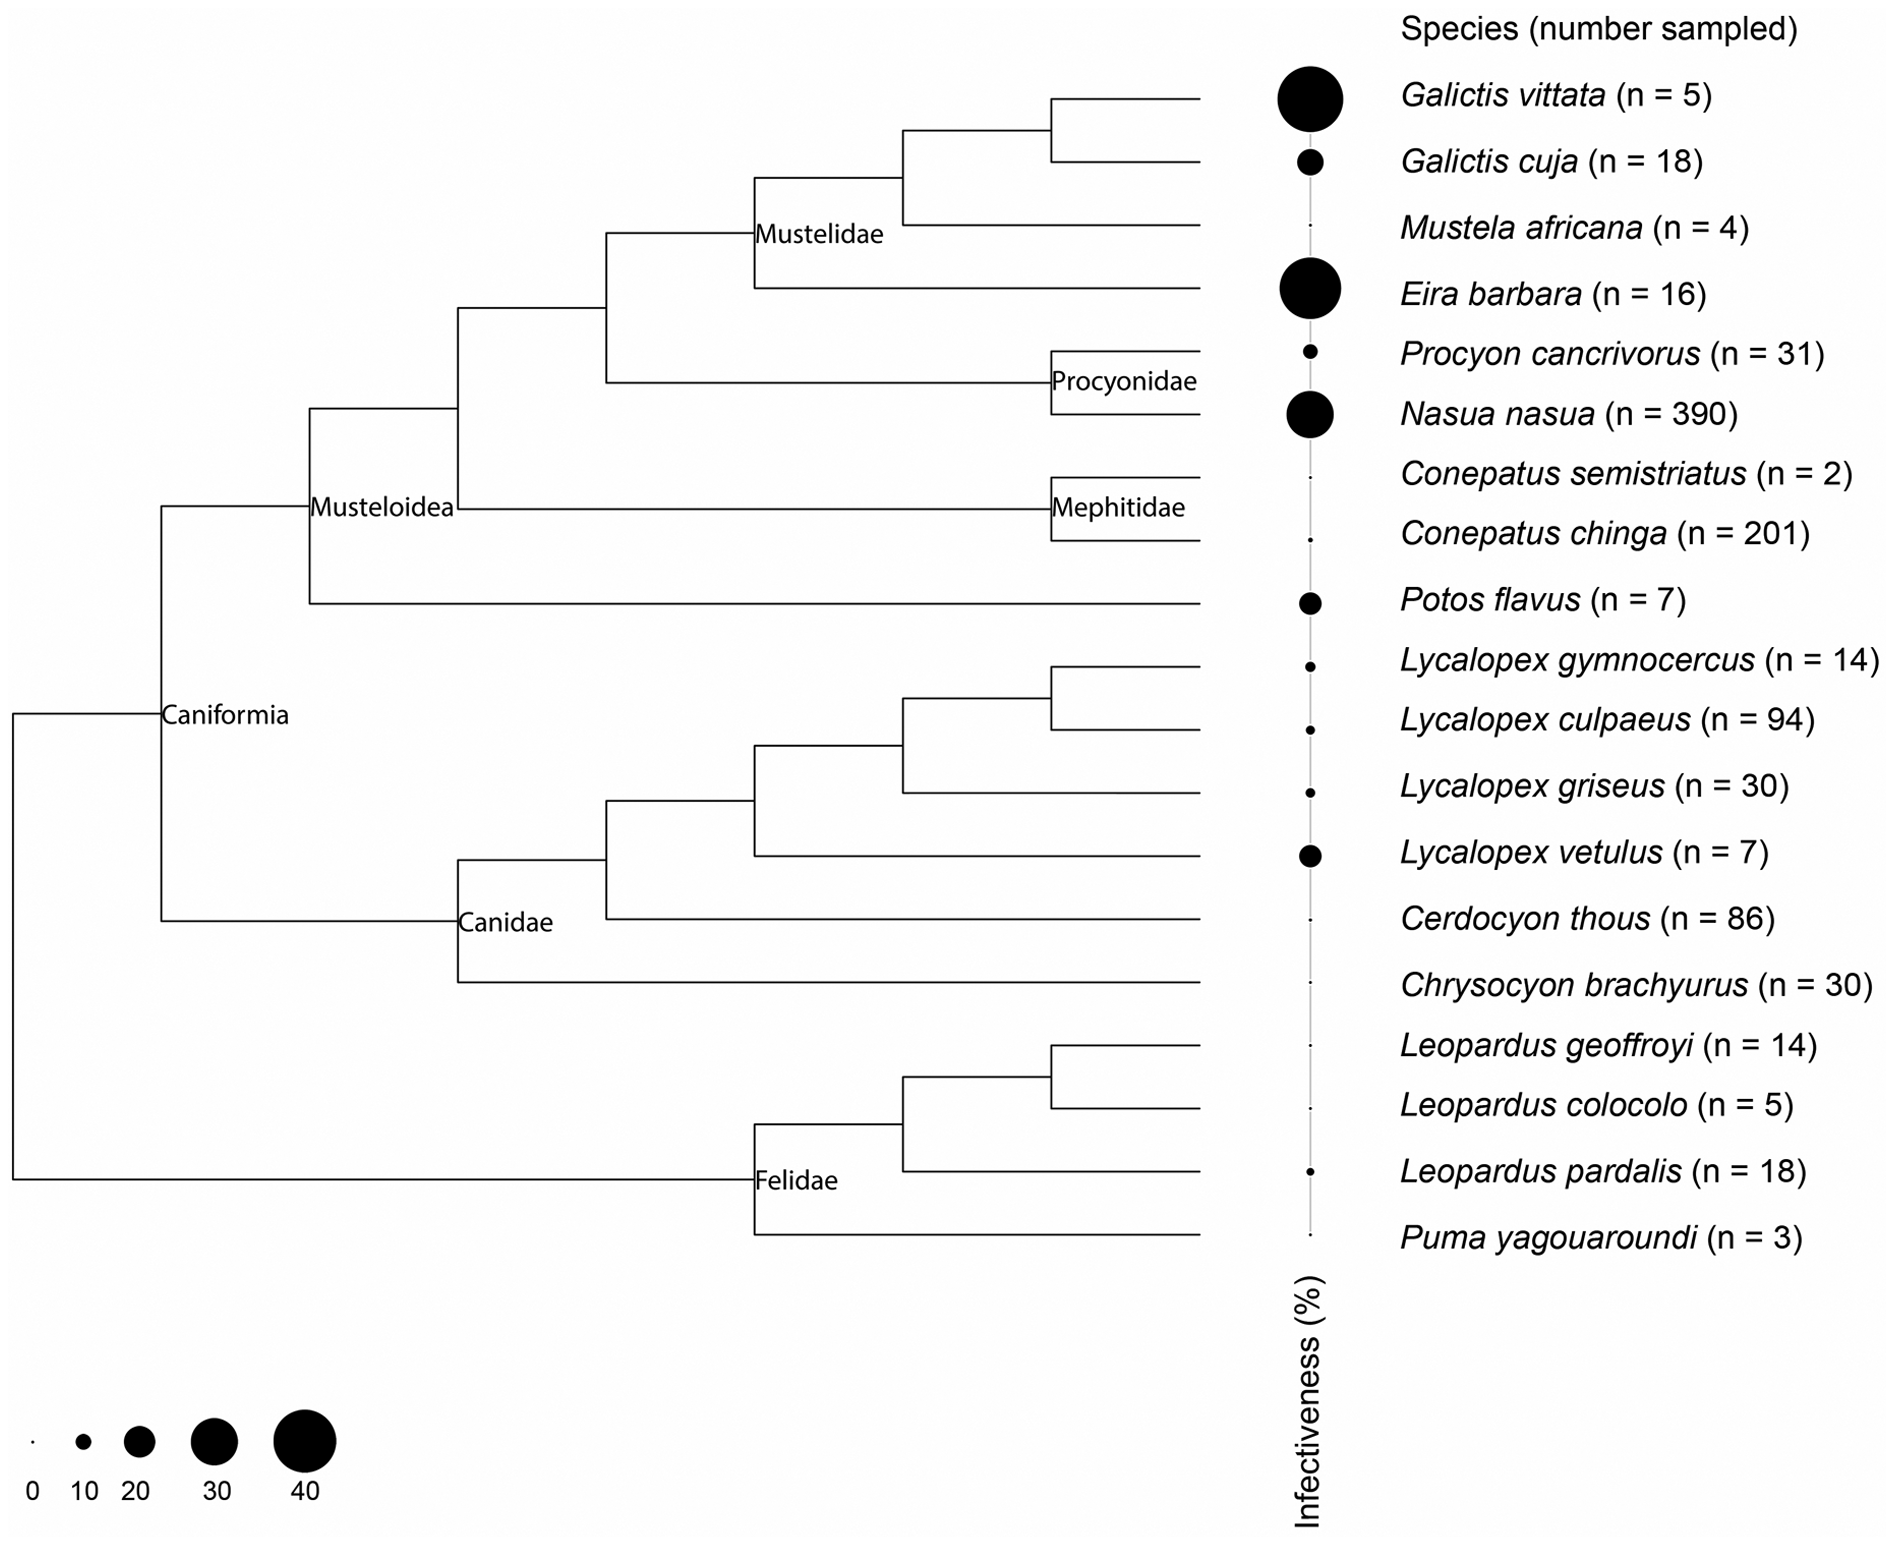 Species (number sampled)
Galictis vittata (n = 5)
Galictis cuja (n = 18)
Mustela africana (n = 4)
Mustelidae
Eira barbara (n = 16)
Procyon cancrivorus (n = 31)
Procyonidae
Nasua nasua (n = 390)
Conepatus semistriatus (n = 2)
Musteloidea
Mephitidae
Conepatus chinga (n = 201)
Potos flavus (n = 7)
Lycalopex gymnocercus (n = 14)
Caniformia
Lycalopex culpaeus (n = 94)
Lycalopex griseus (n = 30)
Lycalopex vetulus (n = 7)
Canidae
Cerdocyon thous (n = 86)
Chrysocyon brachyurus (n = 30)
Leopardus geoffroyi (n = 14)
Leopardus colocolo (n = 5)
Felidae
Leopardus pardalis (n = 18)
Puma yagouaroundi (n = 3)
Infectiveness (%)
0 10 20 30 40